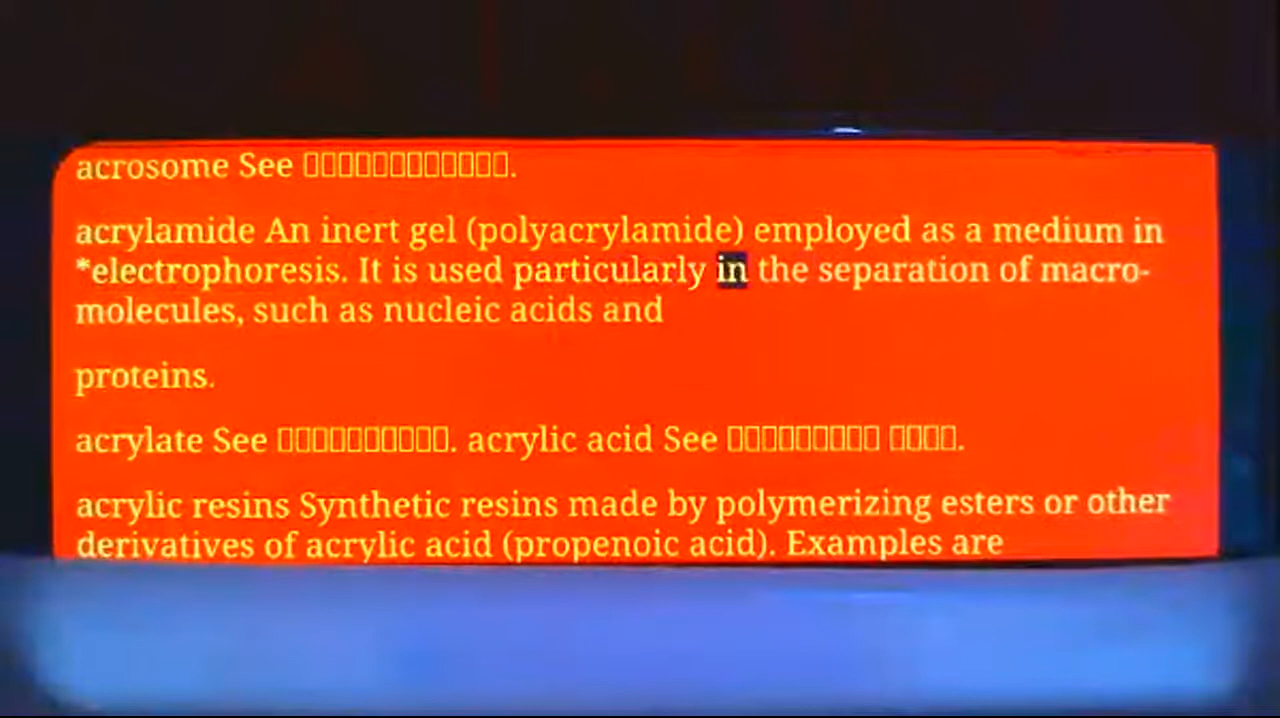 acrosome See ▯▯▯▯▯▯▯▯▯▯▯▯.
acrylamide An inert gel (polyacrylamide) employed as a medium in
*electrophoresis. It is used particularly in the separation of macro-
molecules, such as nucleic acids and
proteins.
acrylate See ▯▯▯▯▯▯▯▯▯▯. acrylic acid See ▯▯▯▯▯▯▯▯▯ ▯▯▯▯.
acrylic resins Synthetic resins made by polymerizing esters or other
derivatives of acrylic acid (propenoic acid). Examples are